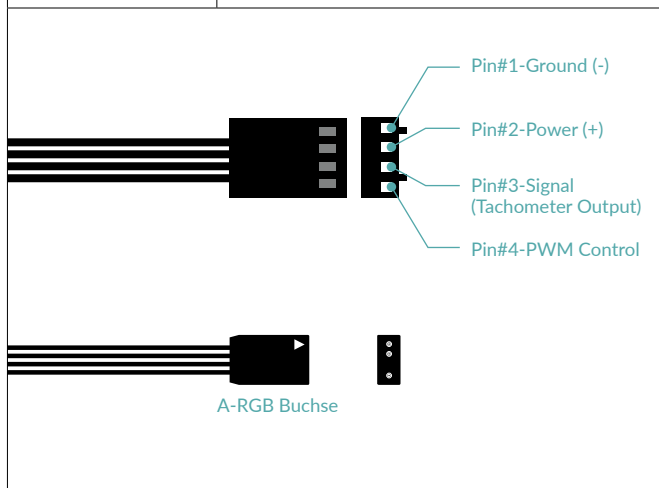 Pin#1-Ground (-)
Pin#2-Power (+)
Pin#3-Signal
(Tachometer Output)
Pin#4-PWM Control
A-RGB Buchse